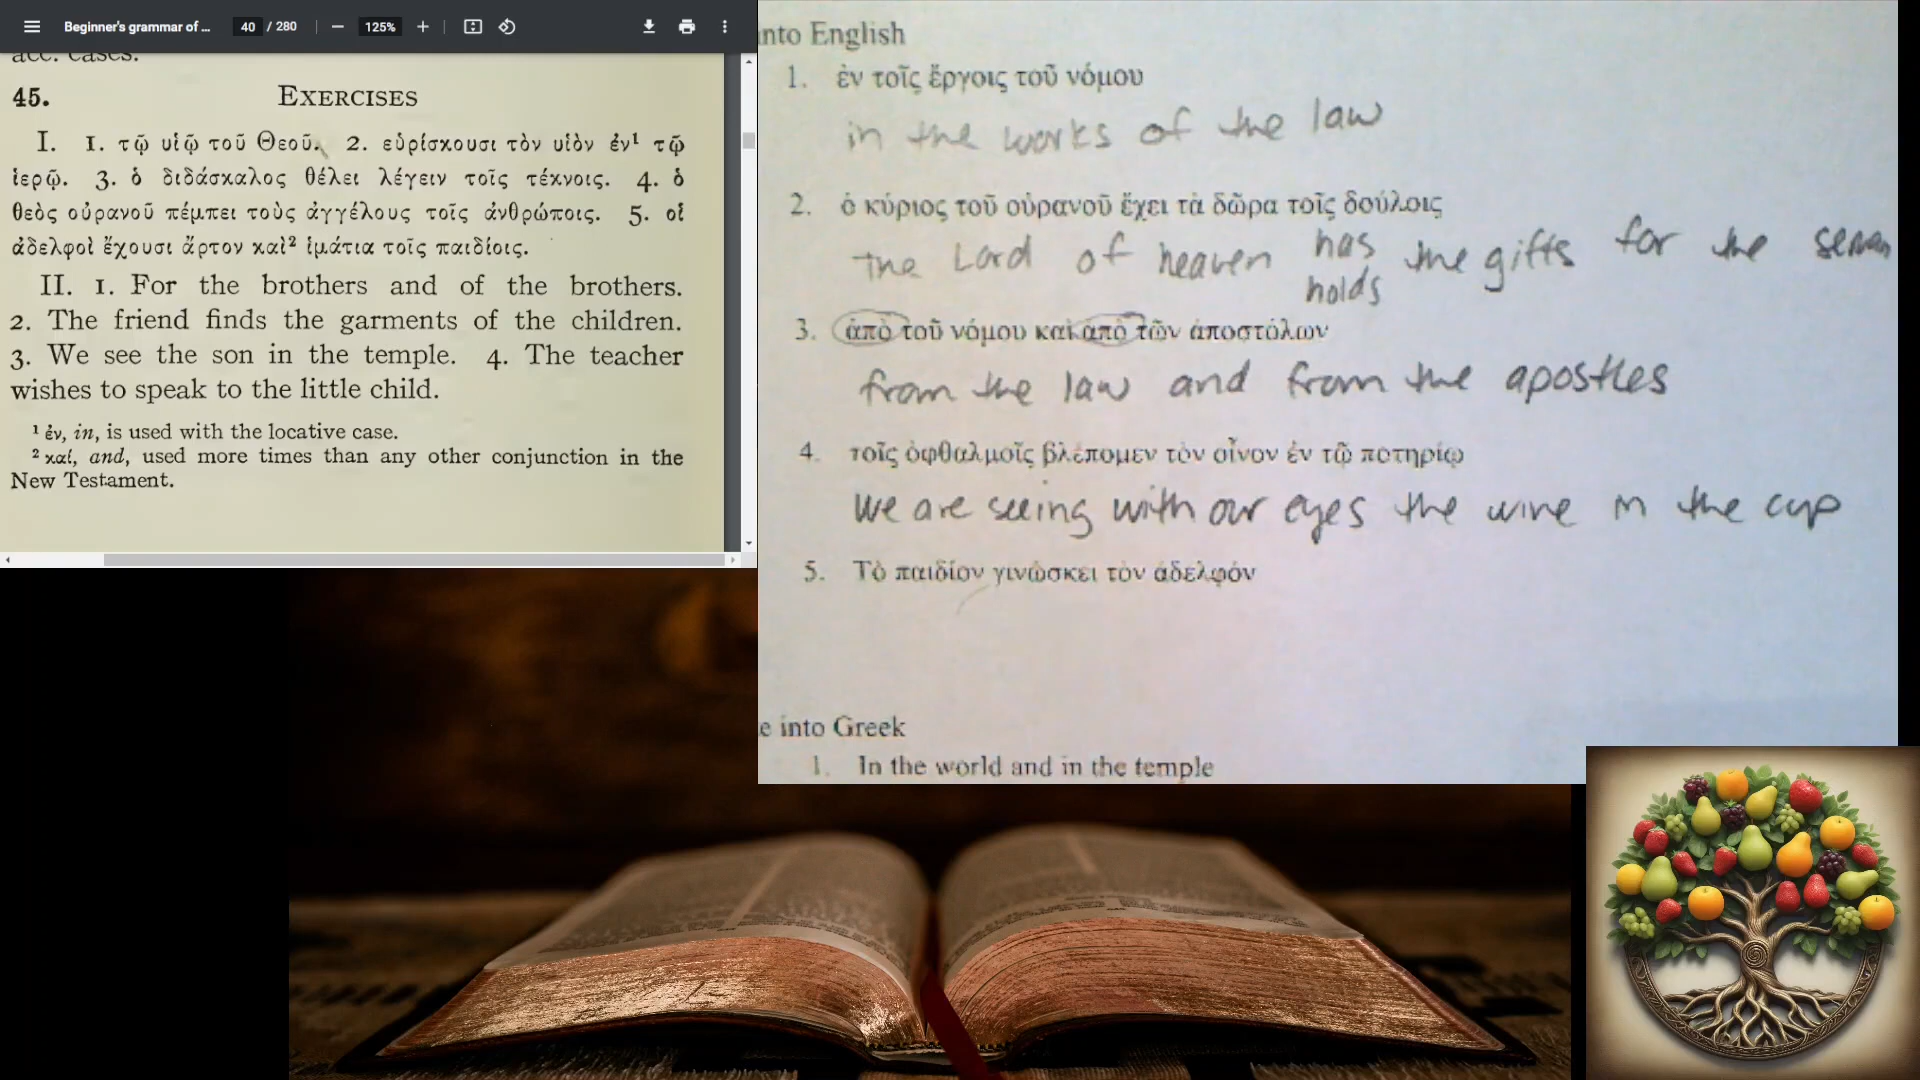 Beginner's grammar of ...
40 / 280
125%
acc. cases.
45. EXERCISES
I. 1. τῷ υἱῷ τοῦ Θεοῦ. 2. εὑρίσκουσι τὸν υἱὸν ἐν¹ τῷ
ἱερῷ. 3. ὁ διδάσκαλος θέλει λέγειν τοῖς τέκνοις. 4. ὁ
θεὸς οὐρανοῦ πέμπει τοὺς ἀγγέλους τοῖς ἀνθρώποις. 5. οἱ
ἀδελφοὶ ἔχουσι ἄρτον καὶ² ἱμάτια τοῖς παιδίοις.
II. 1. For the brothers and of the brothers.
2. The friend finds the garments of the children.
3. We see the son in the temple. 4. The teacher
wishes to speak to the little child.
¹ ἐν, in, is used with the locative case.
² καί, and, used more times than any other conjunction in the
New Testament.
into English
1. ἐν τοῖς ἔργοις τοῦ νόμου
in the works of the law
2. ὁ κύριος τοῦ οὐρανοῦ ἔχει τὰ δῶρα τοῖς δούλοις
The Lord of heaven has the gifts for the servan
holds
3. ἀπὸ τοῦ νόμου καὶ ἀπὸ τῶν ἀποστόλων
from the law and from the apostles
4. τοῖς ὀφθαλμοῖς βλέπομεν τὸν οἶνον ἐν τῷ ποτηρίῳ
We are seeing with our eyes the wine in the cup
5. Τὸ παιδίον γινώσκει τὸν ἀδελφόν
e into Greek
1. In the world and in the temple